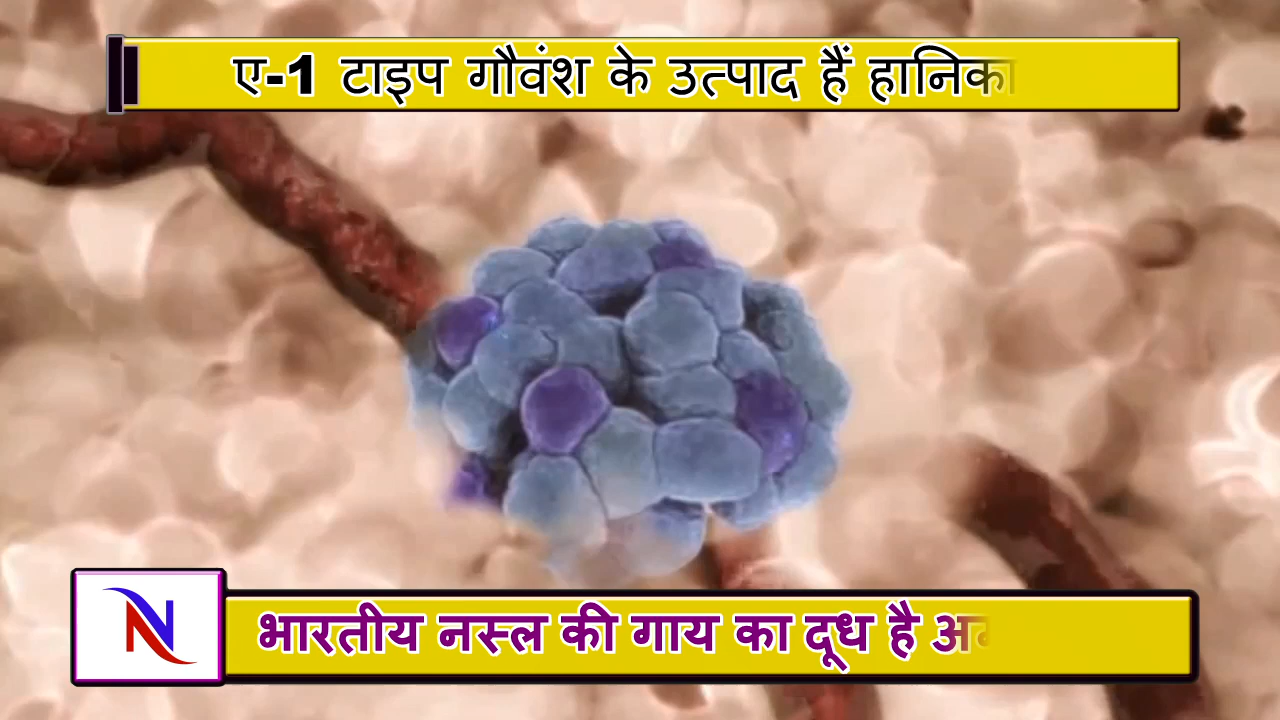 ए-1 टाइप गौवंश के उत्पाद हैं
भारतीय नस्ल की गाय का दूध है
N